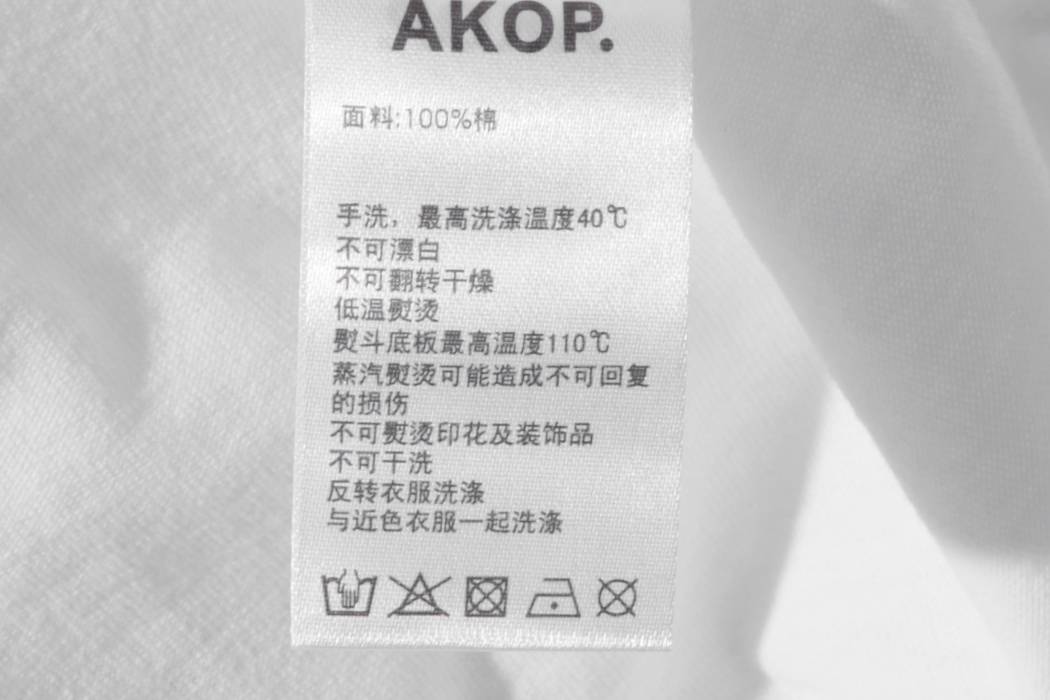 AKOP.
面料:100%棉
手洗，最高洗涤温度40℃
不可漂白
不可翻转干燥
低温熨烫
熨斗底板最高温度110℃
蒸汽熨烫可能造成不可回复
的损伤
不可熨烫印花及装饰品
不可干洗
反转衣服洗涤
与近色衣服一起洗涤